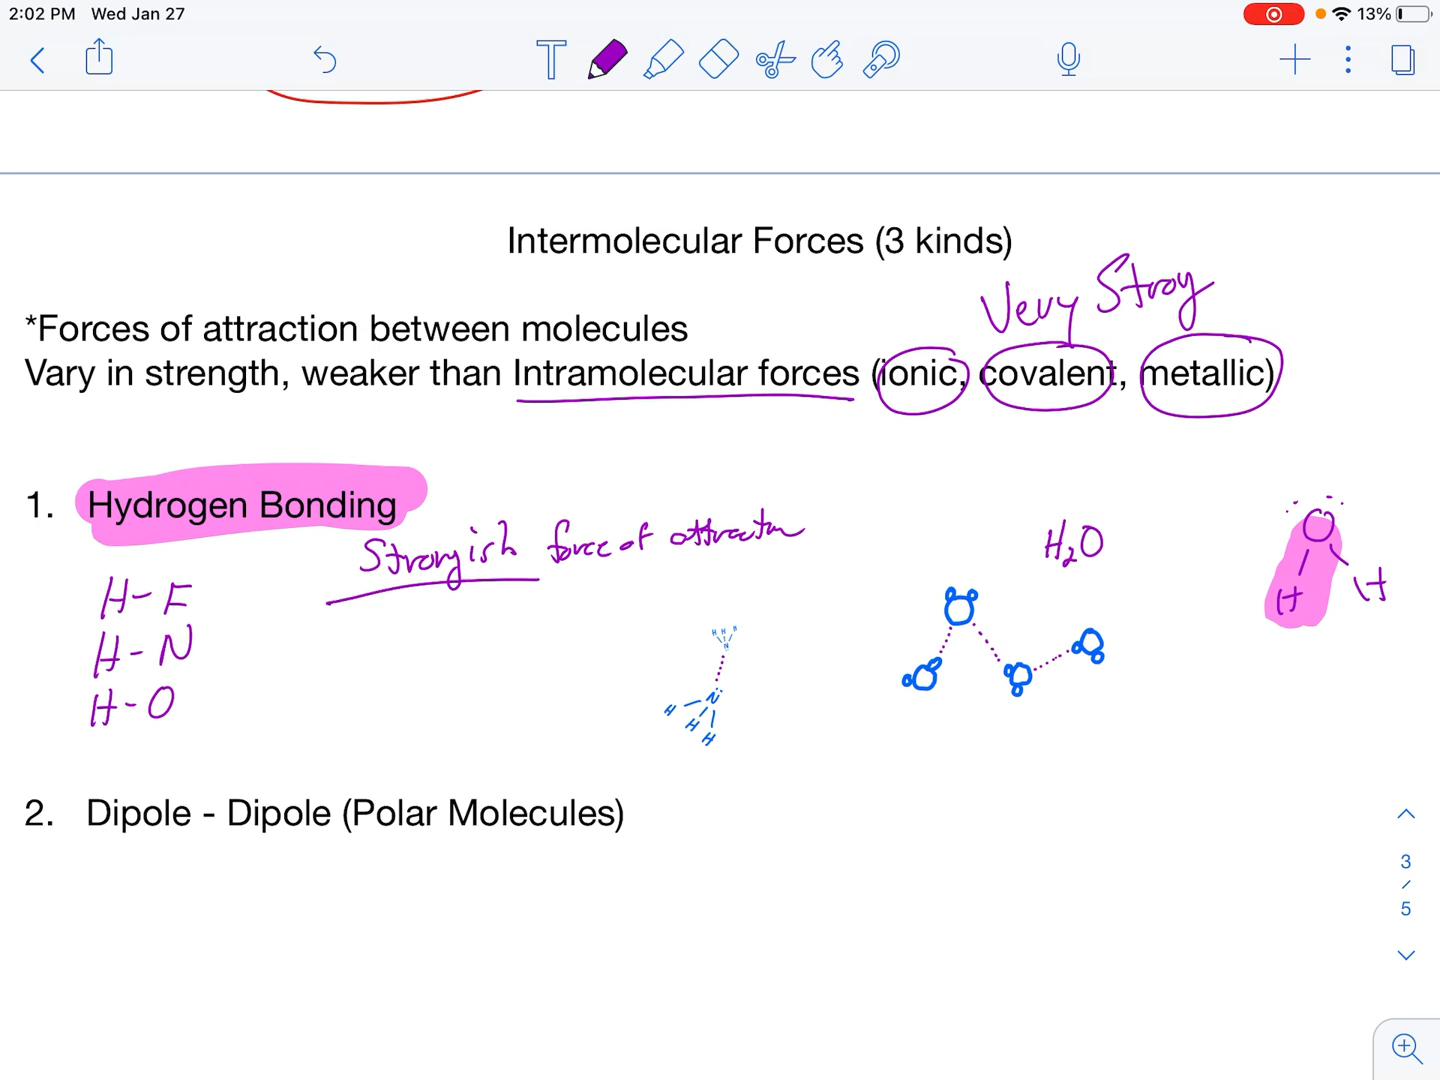 2:02 PM Wed Jan 27
13%
T
Intermolecular Forces (3 kinds)
Very Strong
*Forces of attraction between molecules
Vary in strength, weaker than Intramolecular forces (ionic, covalent, metallic)
1. Hydrogen Bonding
Strongish force of attraction
H2O
O
H H
H-F
H-N
H-O
H H H
N
N
H
H
H
2. Dipole - Dipole (Polar Molecules)
3
/
5